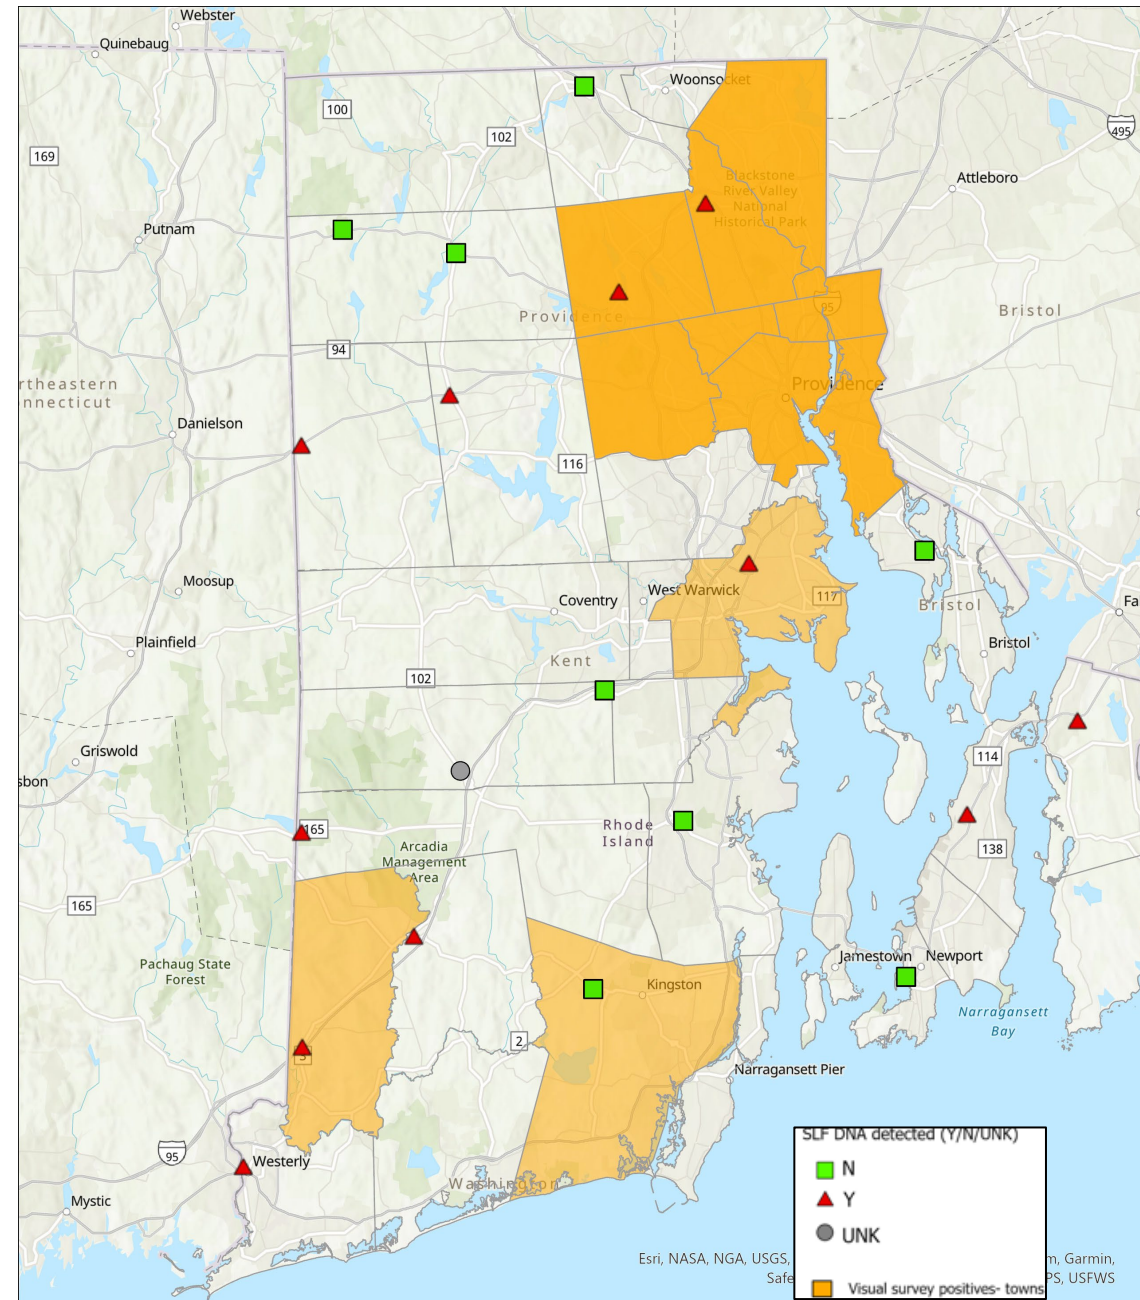 Webster
Quinebaug
Woonsocket
100
102
495
169
Blackstone
River Valley
National
Historical Park
Attleboro
Putnam
Providence
95
Bristol
94
rtheastern
nnecticut
Providence
Danielson
116
Moosup
West Warwick
117
Coventry
Bristol
Fa
Plainfield
Bristol
Kent
102
Griswold
sbon
114
165
Rhode
Island
138
Arcadia
Management
Area
165
Pachaug State
Forest
Jamestown
Newport
Kingston
Narragansett
Bay
2
3
Narragansett Pier
95
Westerly
Washington
Mystic
SLF DNA detected (Y/N/UNK)
N
Y
UNK
Visual survey positives- towns
Esri, NASA, NGA, USGS,
m, Garmin,
Safe
PS, USFWS